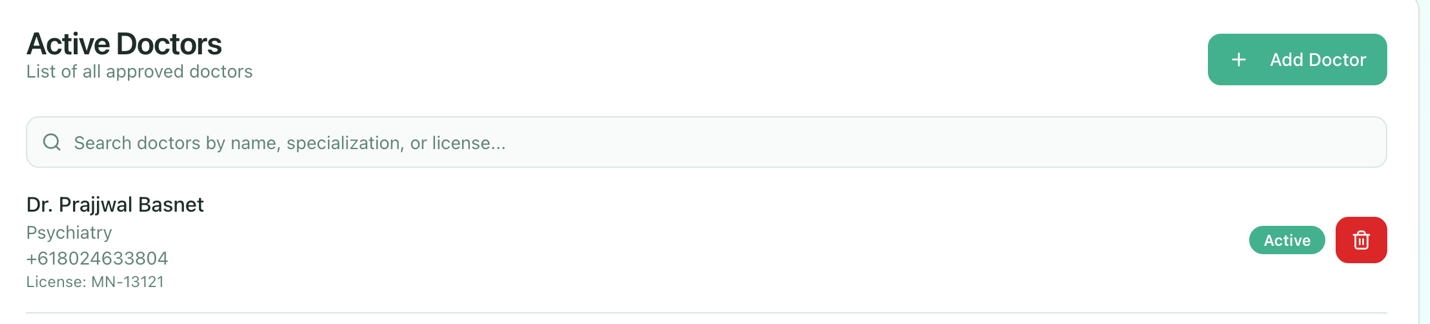 Active Doctors
List of all approved doctors
+ Add Doctor
Search doctors by name, specialization, or license...
Dr. Prajjwal Basnet
Psychiatry
+618024633804
License: MN-13121
Active